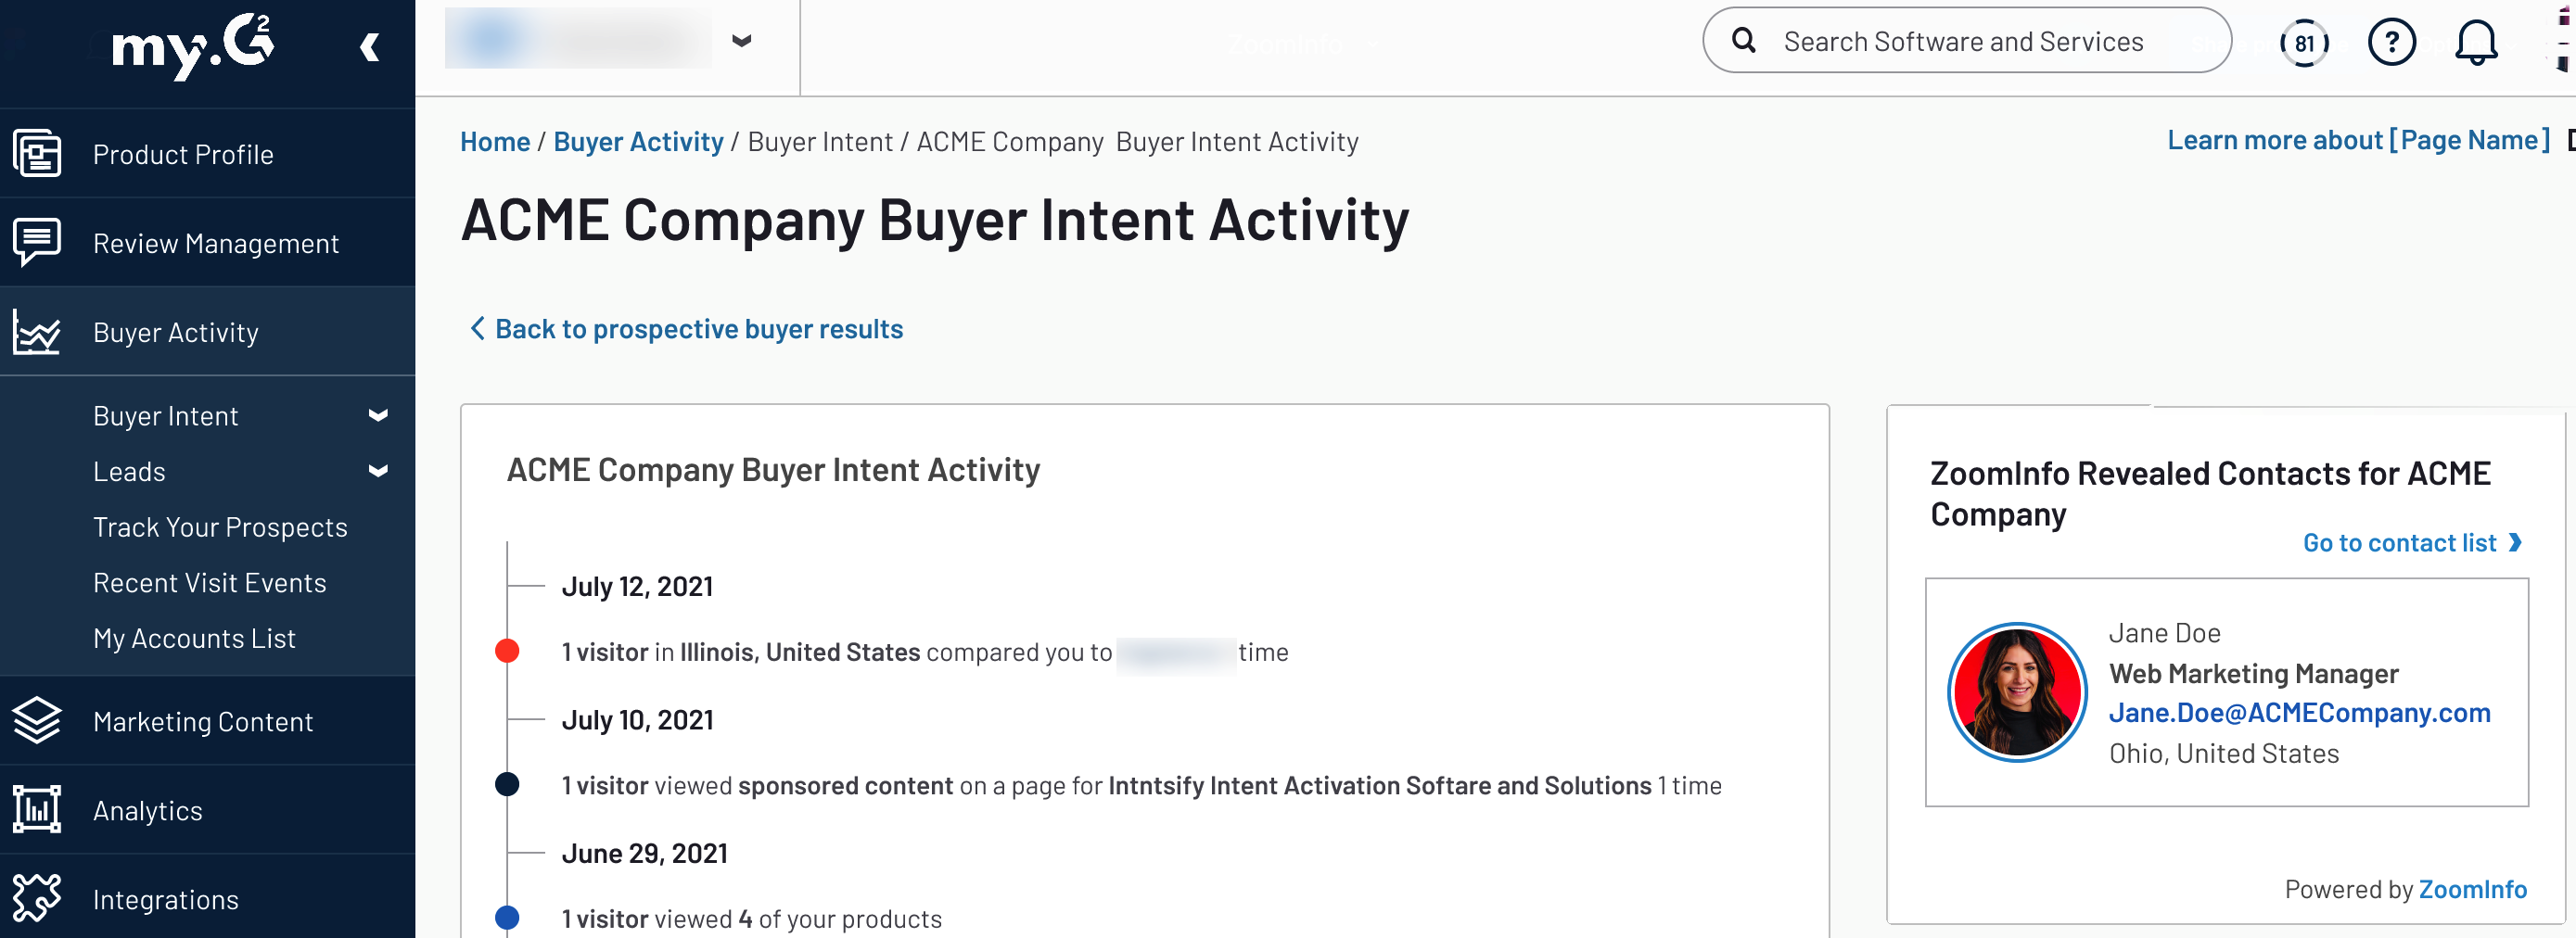 my.G2
Product Profile
Review Management
Buyer Activity
Buyer Intent
Leads
Track Your Prospects
Recent Visit Events
My Accounts List
Marketing Content
Analytics
Integrations
Search Software and Services
81
?
Home / Buyer Activity / Buyer Intent / ACME Company Buyer Intent Activity
Learn more about [Page Name]
ACME Company Buyer Intent Activity
Back to prospective buyer results
ACME Company Buyer Intent Activity
July 12, 2021
1 visitor in Illinois, United States compared you to time
July 10, 2021
1 visitor viewed sponsored content on a page for Intntsify Intent Activation Softare and Solutions 1 time
June 29, 2021
1 visitor viewed 4 of your products
ZoomInfo Revealed Contacts for ACME
Company
Go to contact list
Jane Doe
Web Marketing Manager
Jane.Doe@ACMECompany.com
Ohio, United States
Powered by ZoomInfo